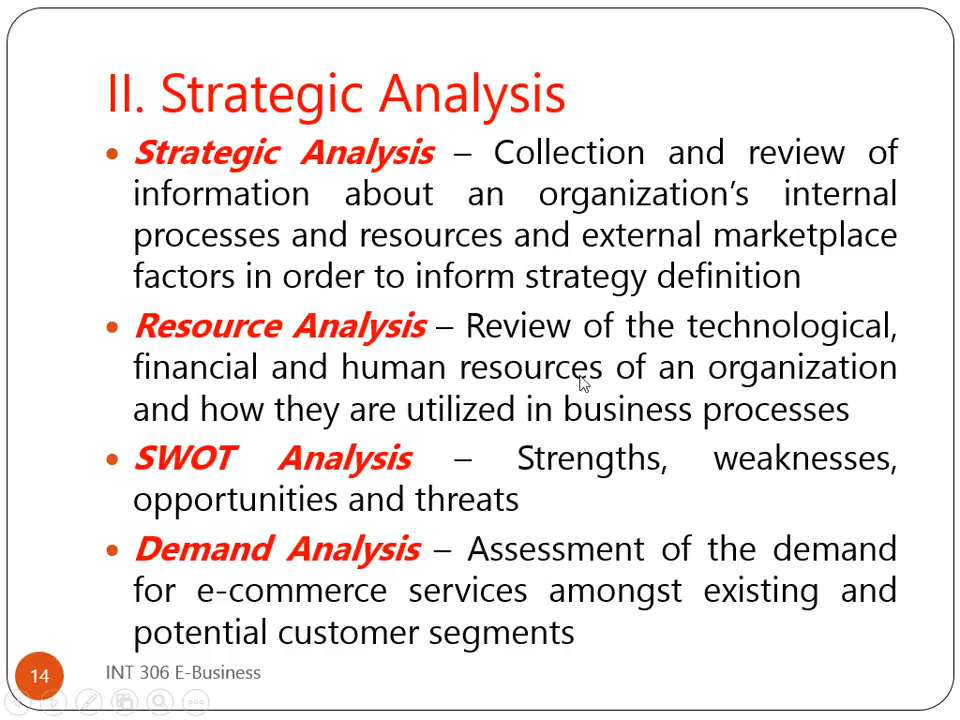 II. Strategic Analysis
• Strategic Analysis – Collection and review of
information about an organization’s internal
processes and resources and external marketplace
factors in order to inform strategy definition
• Resource Analysis – Review of the technological,
financial and human resources of an organization
and how they are utilized in business processes
• SWOT Analysis – Strengths, weaknesses,
opportunities and threats
• Demand Analysis – Assessment of the demand
for e-commerce services amongst existing and
potential customer segments
14 INT 306 E-Business